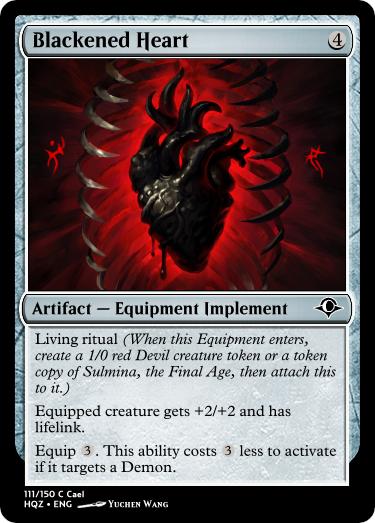 Blackened Heart 4
Artifact — Equipment Implement
Living ritual (When this Equipment enters,
create a 1/0 red Devil creature token or a token
copy of Sulmina, the Final Age, then attach this
to it.)
Equipped creature gets +2/+2 and has
lifelink.
Equip 3. This ability costs 3 less to activate
if it targets a Demon.
111/150 C Cael
HQZ • ENG Yuchen Wang